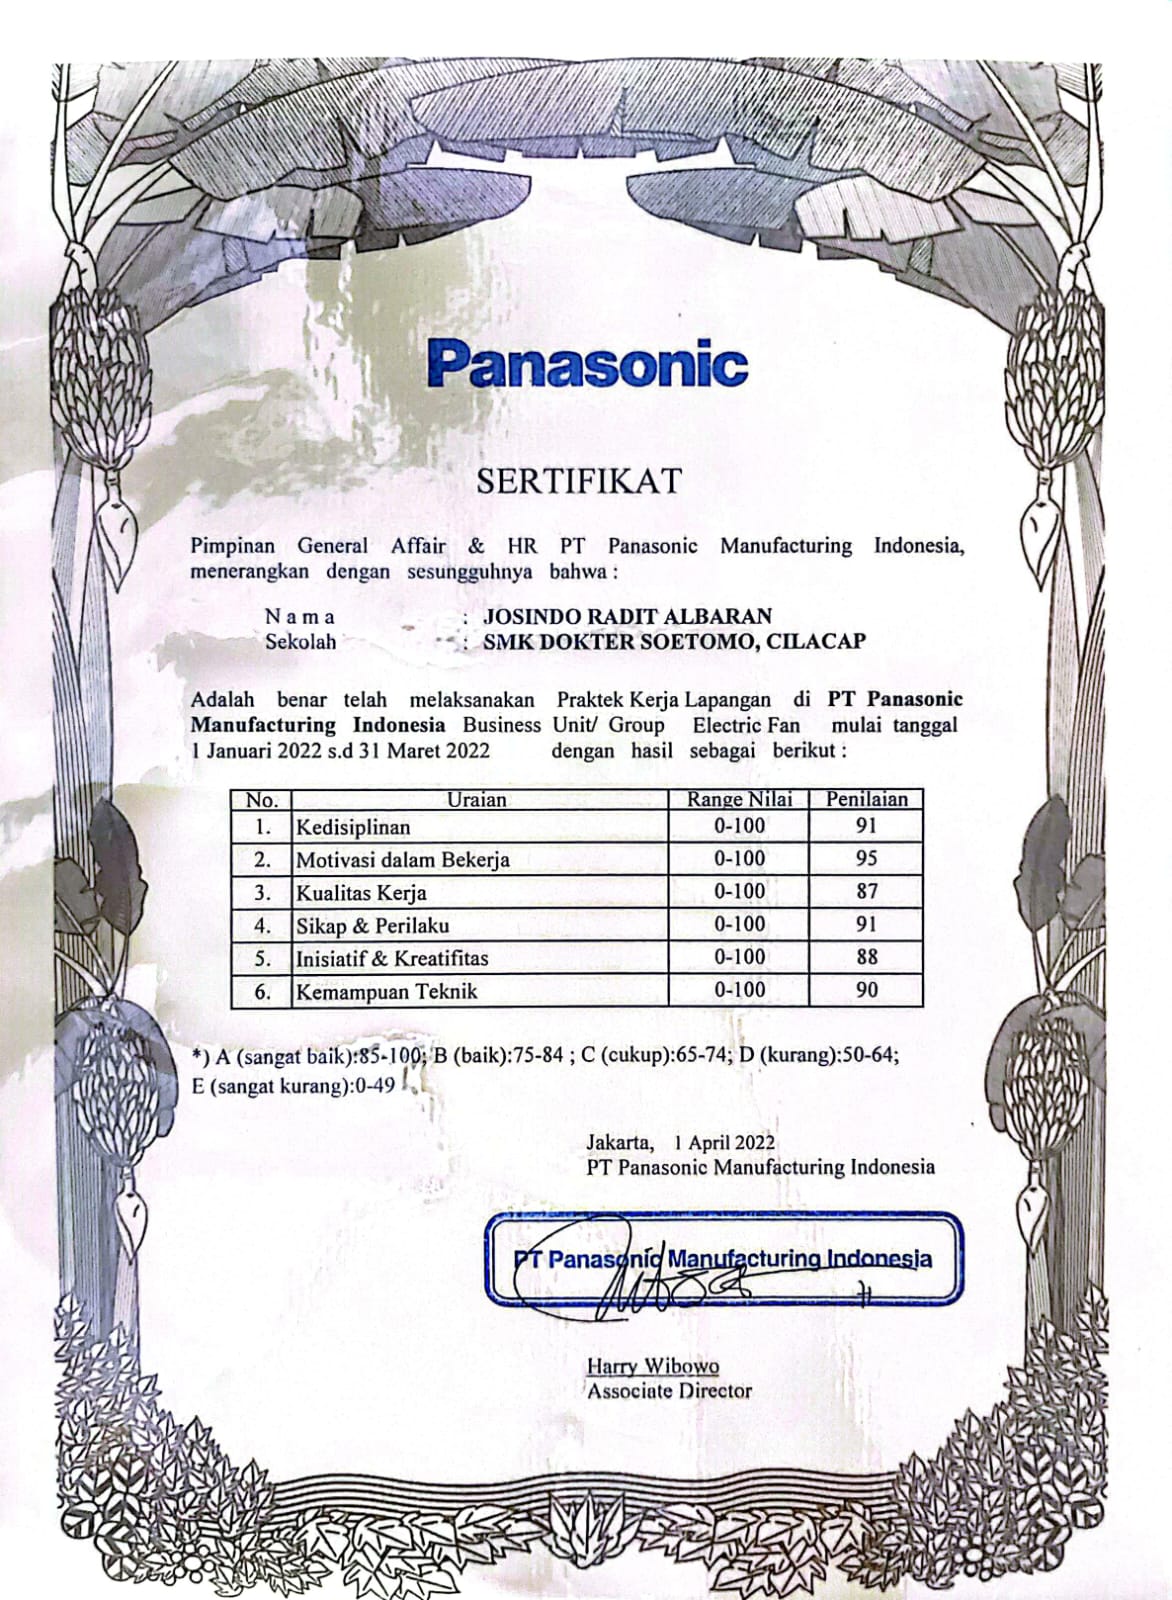 Panasonic
SERTIFIKAT
Pimpinan General Affair & HR PT Panasonic Manufacturing Indonesia,
menerangkan dengan sesungguhnya bahwa :
N a m a : JOSINDO RADIT ALBARAN
Sekolah : SMK DOKTER SOETOMO, CILACAP
Adalah benar telah melaksanakan Praktek Kerja Lapangan di PT Panasonic
Manufacturing Indonesia Business Unit/ Group Electric Fan mulai tanggal
1 Januari 2022 s.d 31 Maret 2022 dengan hasil sebagai berikut :
No. Uraian Range Nilai Penilaian
1. Kedisiplinan 0-100 91
2. Motivasi dalam Bekerja 0-100 95
3. Kualitas Kerja 0-100 87
4. Sikap & Perilaku 0-100 91
5. Inisiatif & Kreatifitas 0-100 88
6. Kemampuan Teknik 0-100 90
*) A (sangat baik):85-100; B (baik):75-84 ; C (cukup):65-74; D (kurang):50-64;
E (sangat kurang):0-49
Jakarta, 1 April 2022
PT Panasonic Manufacturing Indonesia
PT Panasonic Manufacturing Indonesia
Harry Wibowo
Associate Director